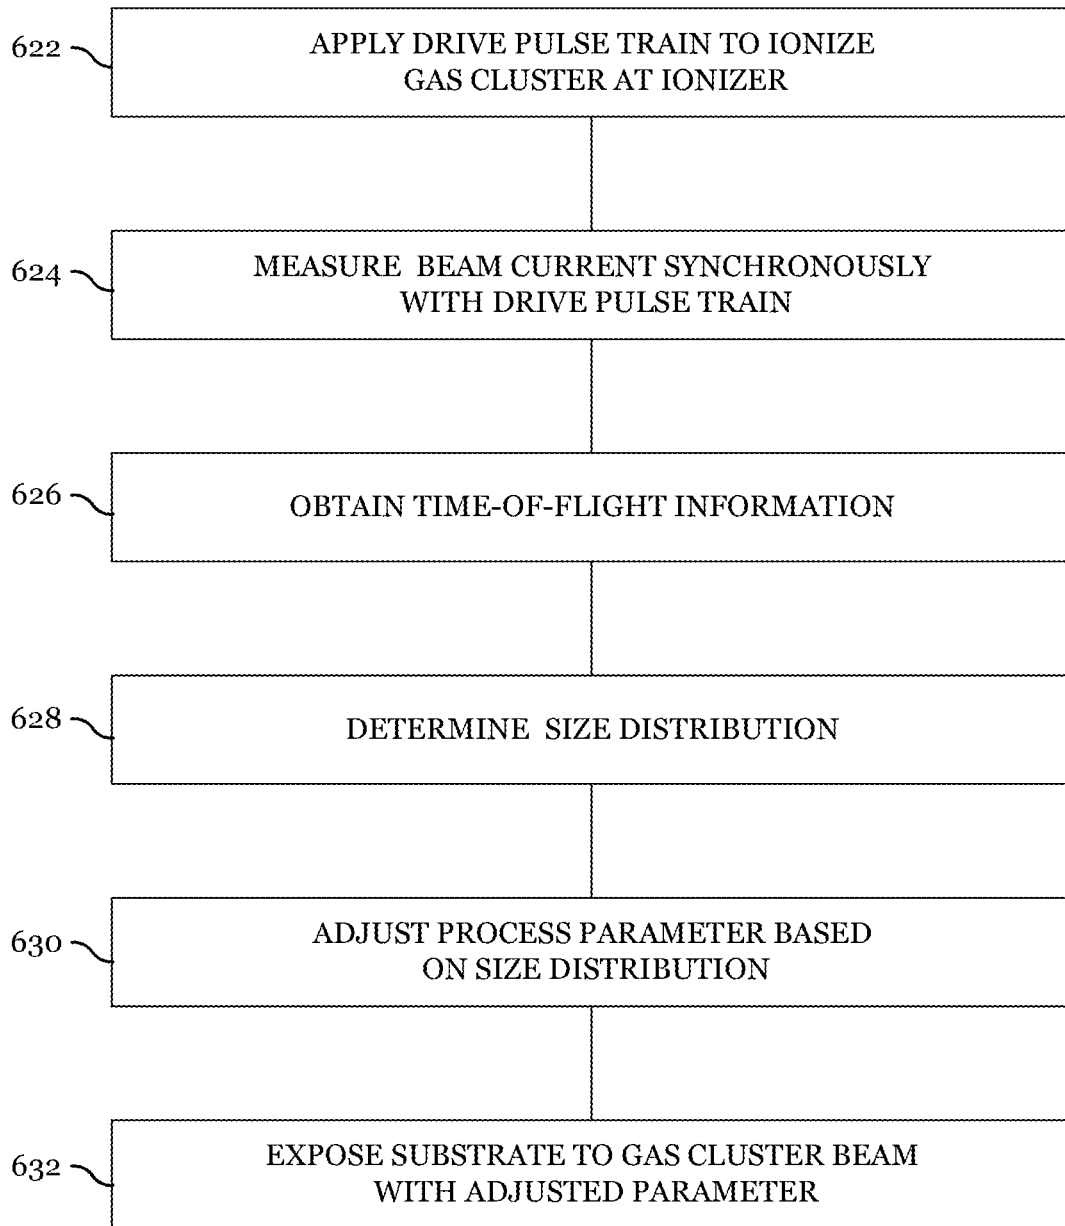 622
APPLY DRIVE PULSE TRAIN TO IONIZE
GAS CLUSTER AT IONIZER
624
MEASURE BEAM CURRENT SYNCHRONOUSLY
WITH DRIVE PULSE TRAIN
626
OBTAIN TIME-OF-FLIGHT INFORMATION
628
DETERMINE SIZE DISTRIBUTION
630
ADJUST PROCESS PARAMETER BASED
ON SIZE DISTRIBUTION
632
EXPOSE SUBSTRATE TO GAS CLUSTER BEAM
WITH ADJUSTED PARAMETER